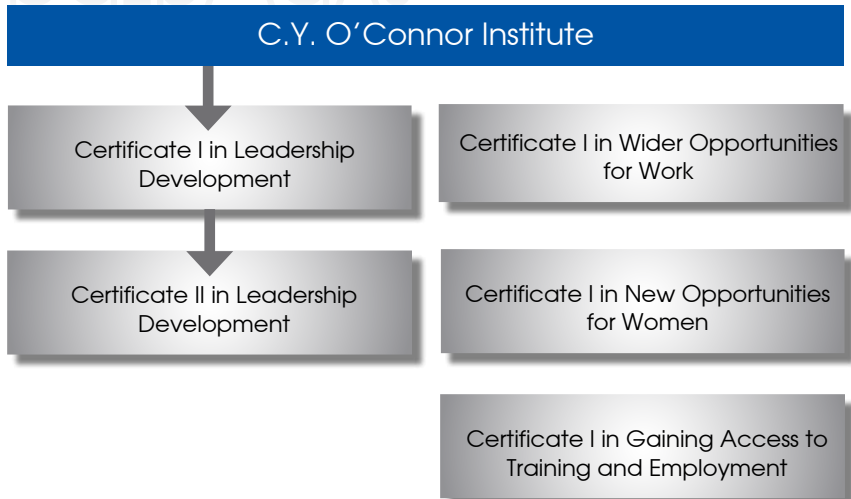 C.Y. O’Connor Institute
Certificate I in Leadership
Development
Certificate II in Leadership
Development
Certificate I in Wider Opportunities
for Work
Certificate I in New Opportunities
for Women
Certificate I in Gaining Access to
Training and Employment